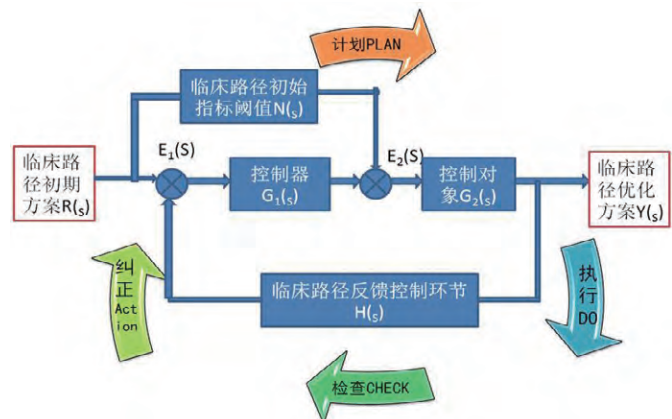 计划PLAN
临床路径初始
指标阈值N(s)
E1(S)
E2(S)
临床路
径初期
方案R(s)
控制器
G1(s)
控制对
象G2(s)
临床路
径优化
方案Y(s)
纠
正
Act
ion
临床路径反馈控制环节
H(s)
执
行
DO
检查CHECK